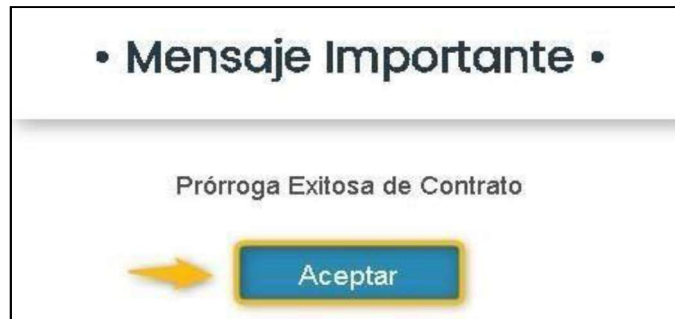 • Mensaje Importante •
Prórroga Exitosa de Contrato
Aceptar